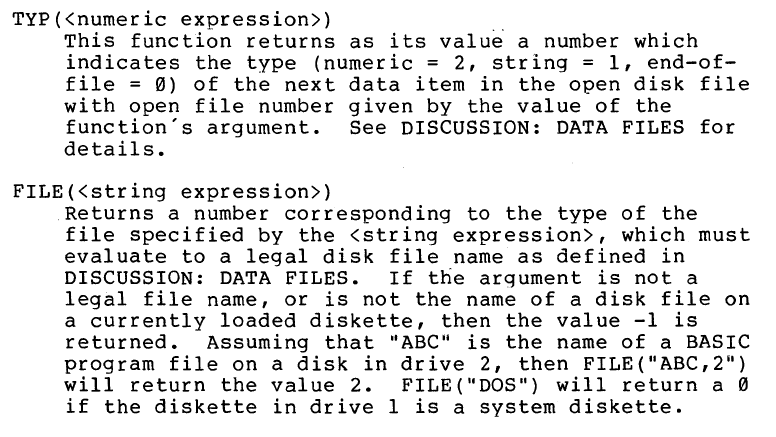 TYP(<numeric expression>)
This function returns as its value a number which
indicates the type (numeric = 2, string = 1, end-of-
file = 0) of the next data item in the open disk file
with open file number given by the value of the
function´s argument.  See DISCUSSION: DATA FILES for
details.
FILE(<string expression>)
Returns a number corresponding to the type of the
file specified by the <string expression>, which must
evaluate to a legal disk file name as defined in
DISCUSSION: DATA FILES.  If the argument is not a
legal file name, or is not the name of a disk file on
a currently loaded diskette, then the value -1 is
returned.  Assuming that "ABC" is the name of a BASIC
program file on a disk in drive 2, then FILE("ABC,2")
will return the value 2.  FILE("DOS") will return a 0
if the diskette in drive 1 is a system diskette.